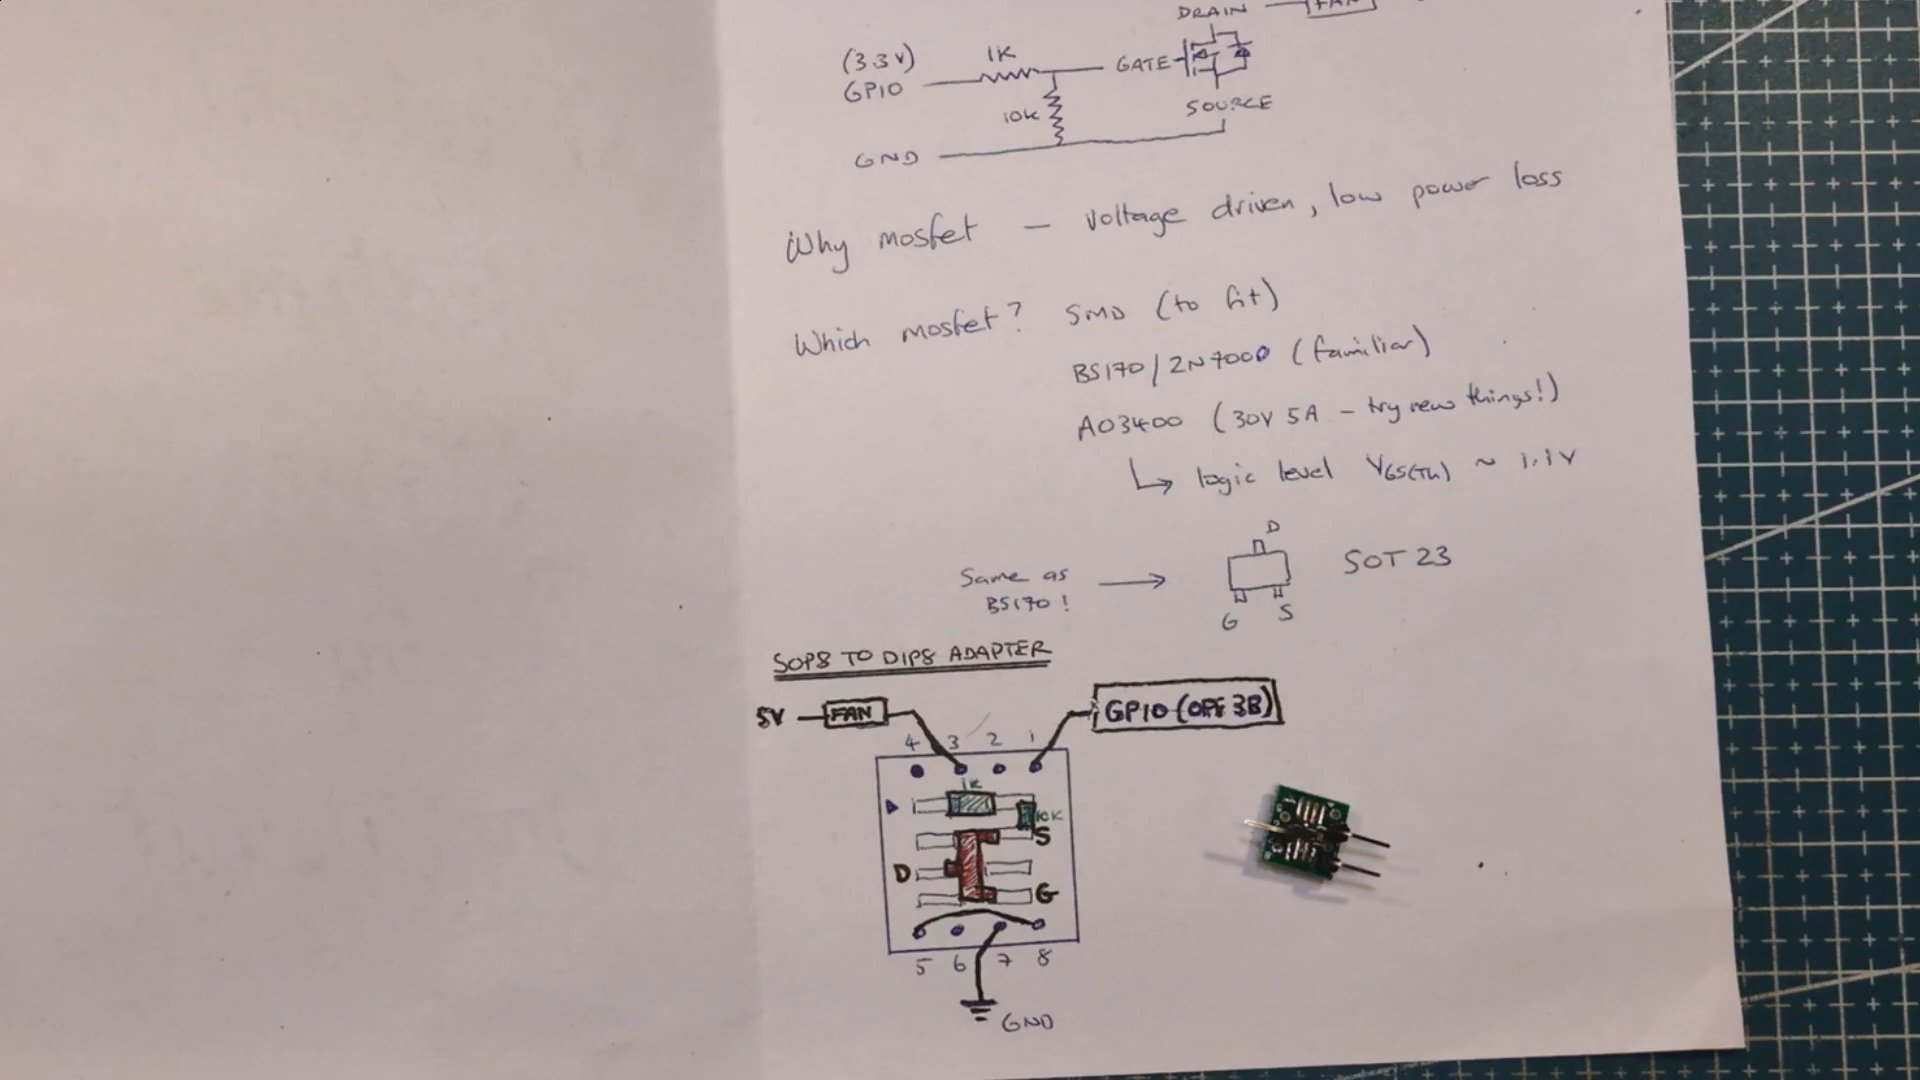 DRAIN
FAN
(3.3V)
GPIO
1K
GATE
10K
SOURCE
GND
Why mosfet — voltage driven, low power loss
Which mosfet? SMD (to fit)
BS170/2N7000 (familiar)
AO3400 (30V 5A - try new things!)
logic level VGS(Th) ~ 1.1V
D
Same as
BS170!
SOT 23
G S
SOP8 TO DIP8 ADAPTER
5V FAN
GPIO (OPi 3B)
4 3 2 1
1K
10K
S
D
G
5 6 7 8
GND